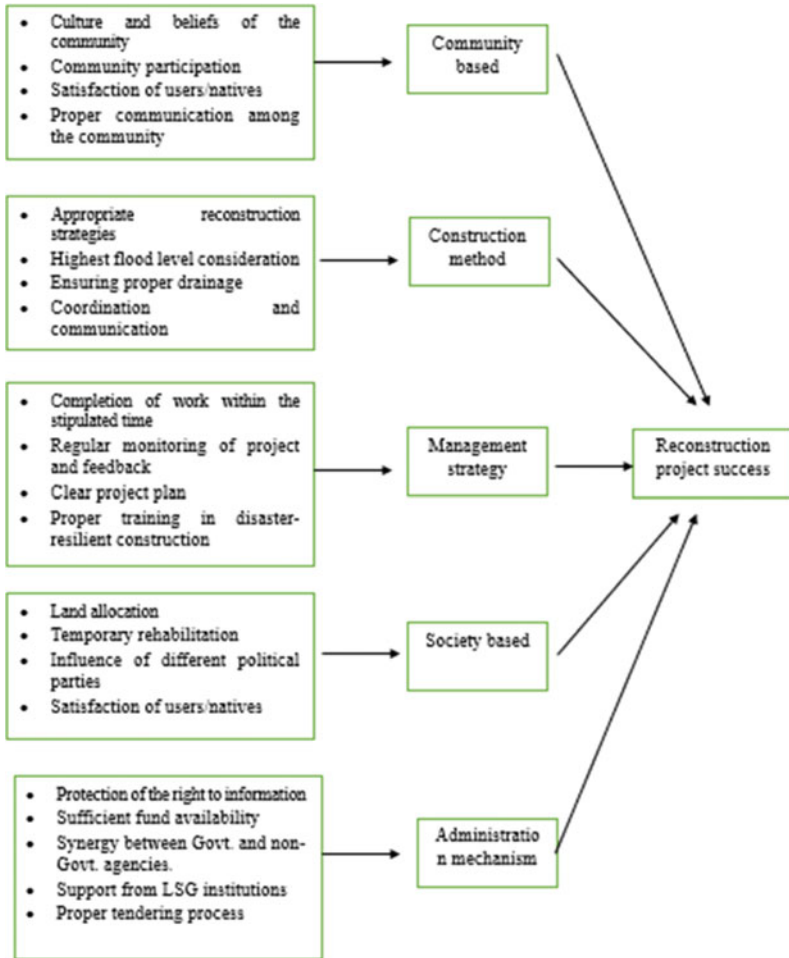 • Culture and beliefs of the
community
• Community participation
• Satisfaction of users/natives
• Proper communication among
the community
Community
based
• Appropriate reconstruction
strategies
• Highest flood level consideration
• Ensuring proper drainage
• Coordination and
communication
Construction
method
• Completion of work within the
stipulated time
• Regular monitoring of project
and feedback
• Clear project plan
• Proper training in disaster-
resilient construction
Management
strategy
Reconstruction
project success
• Land allocation
• Temporary rehabilitation
• Influence of different political
parties
• Satisfaction of users/natives
Society based
• Protection of the right to information
• Sufficient fund availability
• Synergy between Govt. and non-
Govt. agencies.
• Support from LSG institutions
• Proper tendering process
Administratio
n mechanism